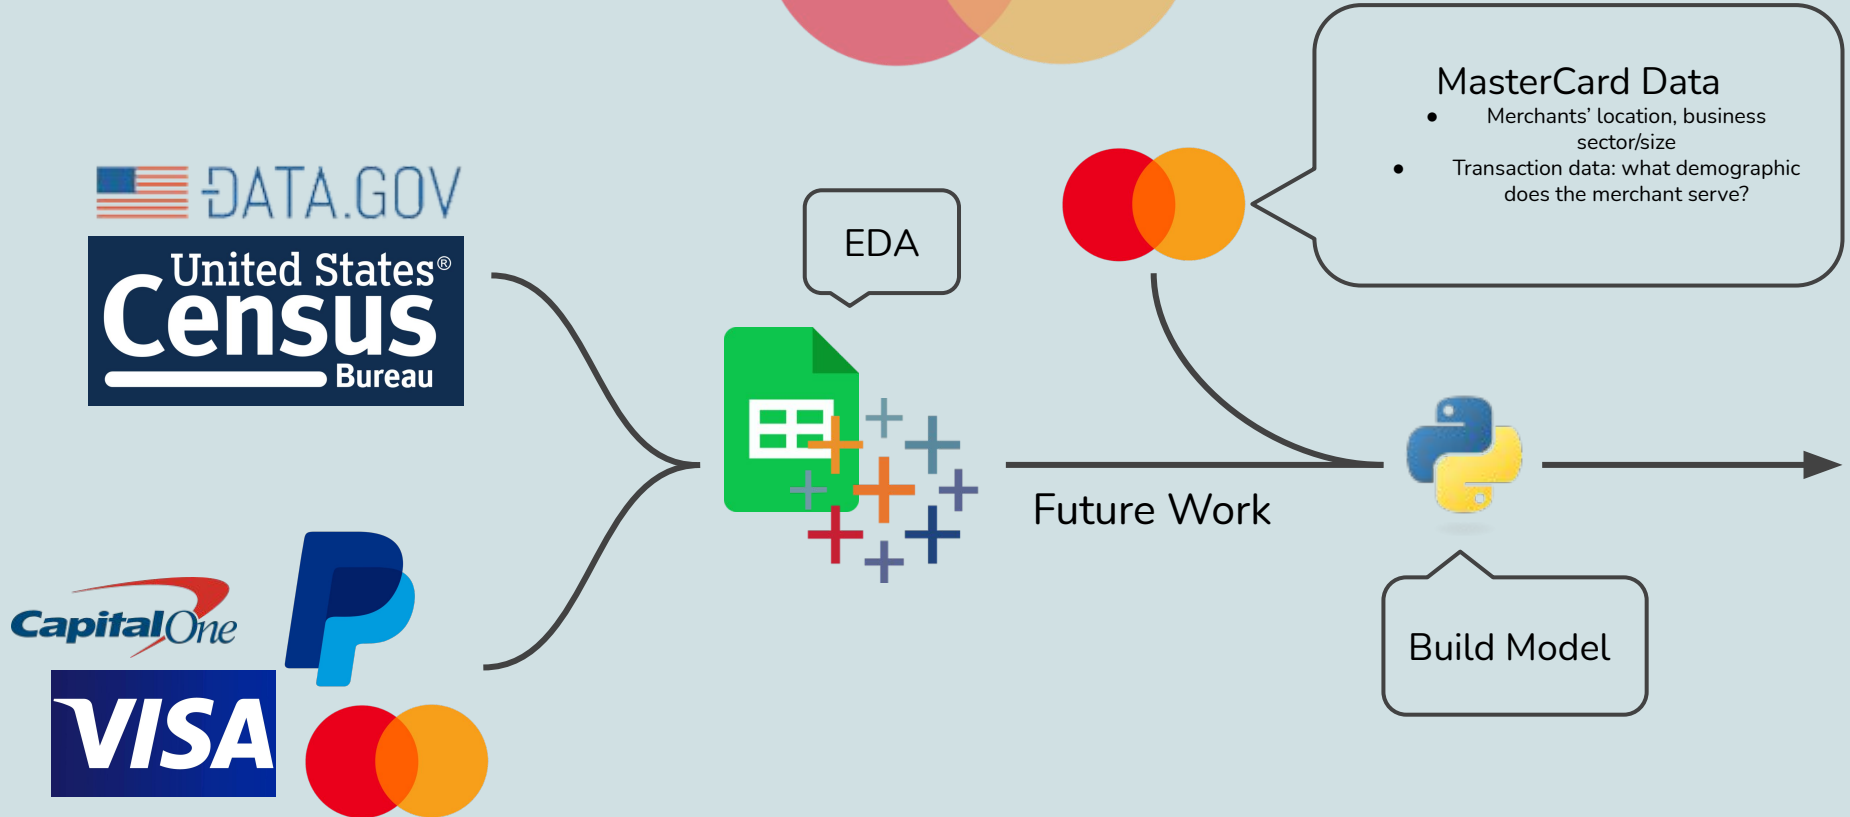 MasterCard Data
● Merchants' location, business
sector/size
● Transaction data: what demographic
does the merchant serve?
DATA.GOV
United States®
Census
Bureau
EDA
Future Work
CapitalOne
VISA
Build Model